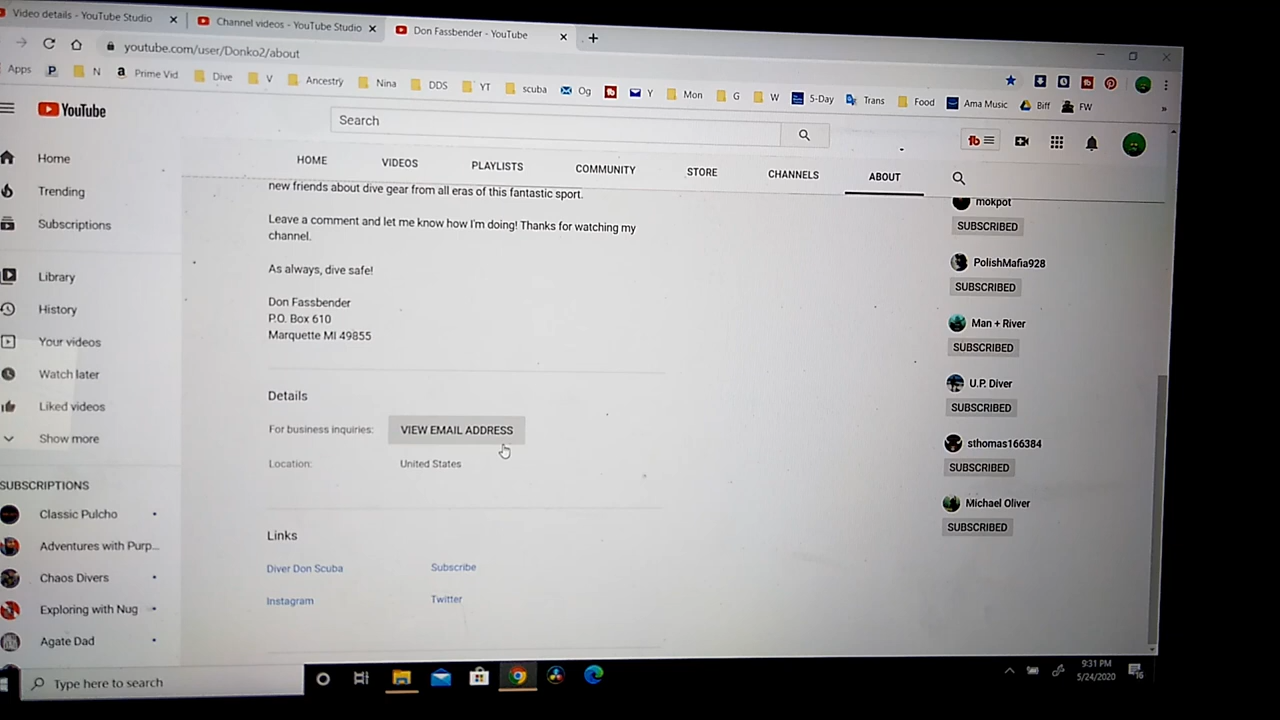 Video details - YouTube Studio
Channel videos - YouTube Studio
Don Fassbender - YouTube
youtube.com/user/Donko2/about
Apps P N a Prime Vid Dive V Ancestry Nina DDS YT scuba Og tb Y Mon G W 5-Day Trans Food Ama Music Biff FW
YouTube
Search
tb
HOME VIDEOS PLAYLISTS COMMUNITY STORE CHANNELS ABOUT
Home
Trending
Subscriptions
Library
History
Your videos
Watch later
Liked videos
Show more
SUBSCRIPTIONS
Classic Pulcho
Adventures with Purp...
Chaos Divers
Exploring with Nug
Agate Dad
new friends about dive gear from all eras of this fantastic sport.
Leave a comment and let me know how I'm doing! Thanks for watching my
channel.
As always, dive safe!
Don Fassbender
P.O. Box 610
Marquette MI 49855
Details
For business inquiries: VIEW EMAIL ADDRESS
Location: United States
Links
Diver Don Scuba Subscribe
Instagram Twitter
mokpot
SUBSCRIBED
PolishMafia928
SUBSCRIBED
Man + River
SUBSCRIBED
U.P. Diver
SUBSCRIBED
sthomas166384
SUBSCRIBED
Michael Oliver
SUBSCRIBED
Type here to search
9:31 PM
5/24/2020
16